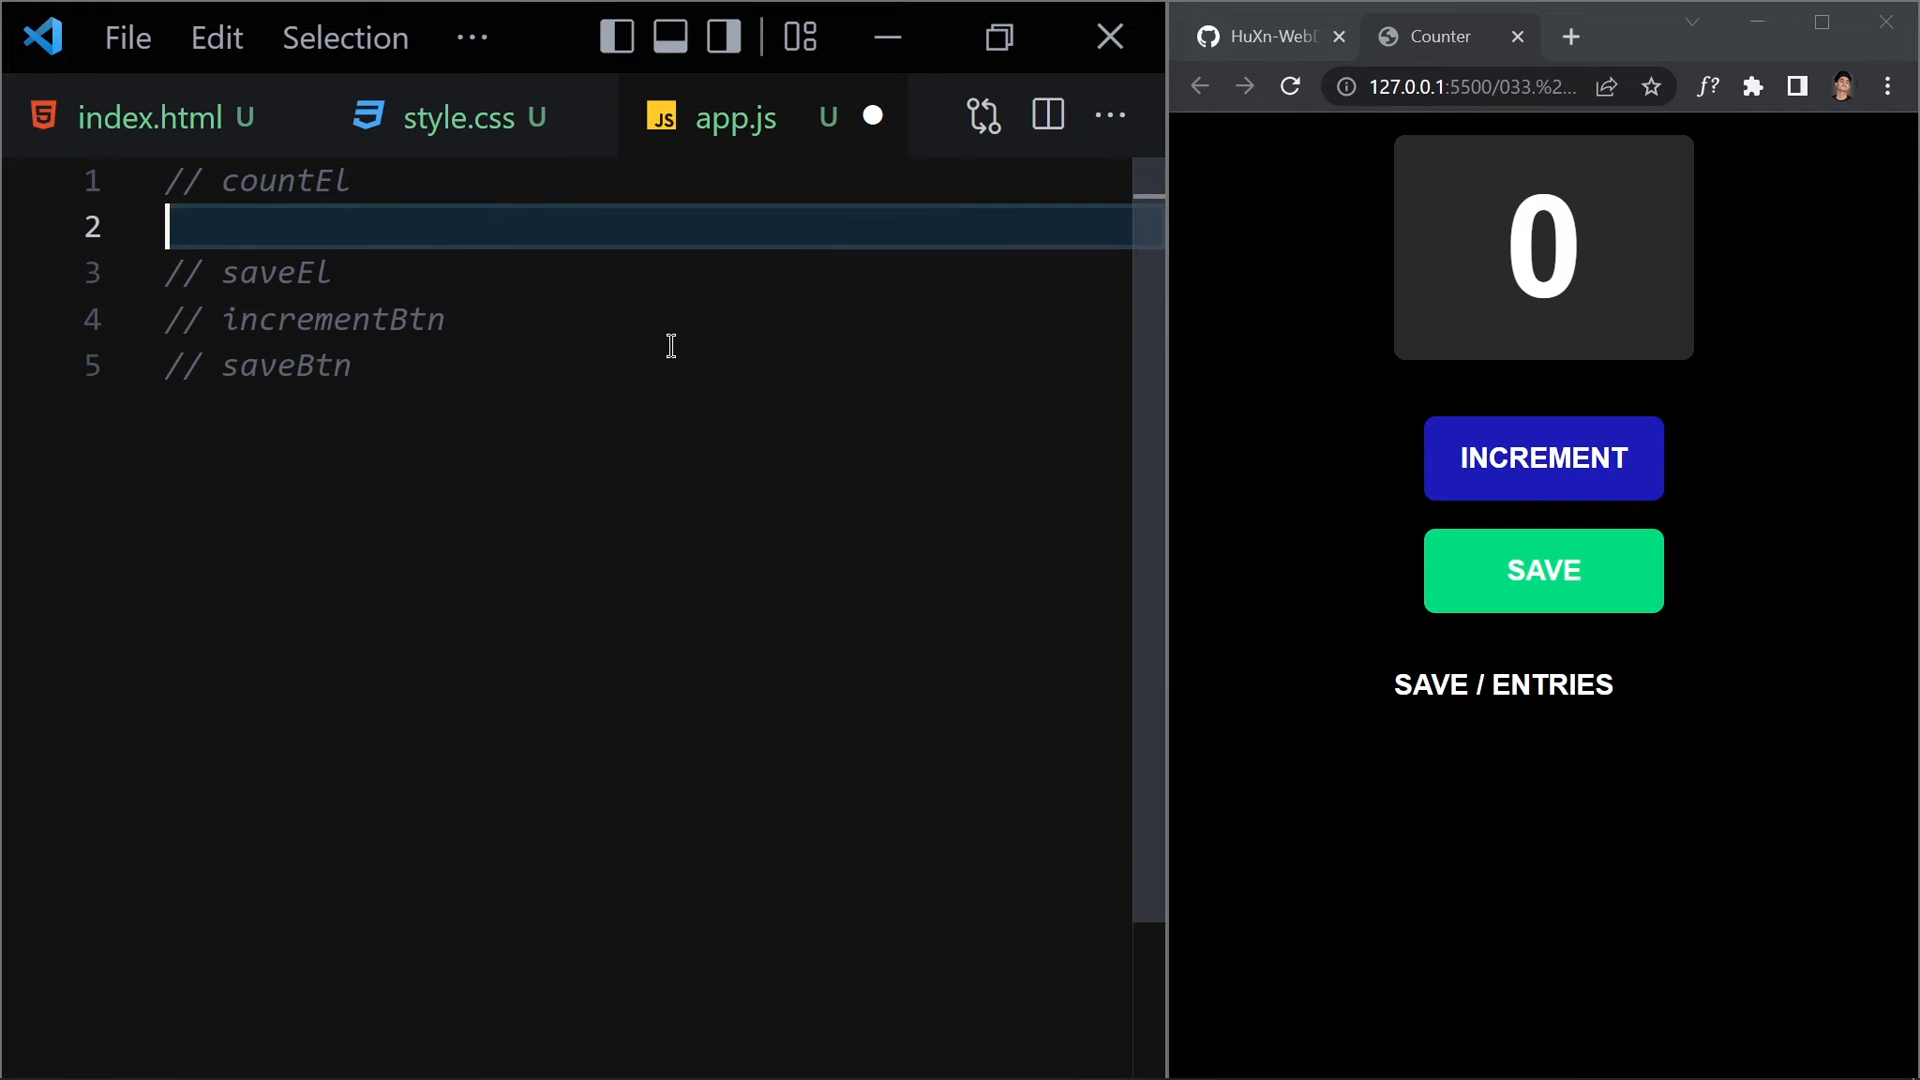 File Edit Selection ...
index.html U style.css U app.js U
1 // countEl
2
3 // saveEl
4 // incrementBtn
5 // saveBtn
HuXn-WebD Counter
127.0.0.1:5500/033.%2...
f?
0
INCREMENT
SAVE
SAVE / ENTRIES